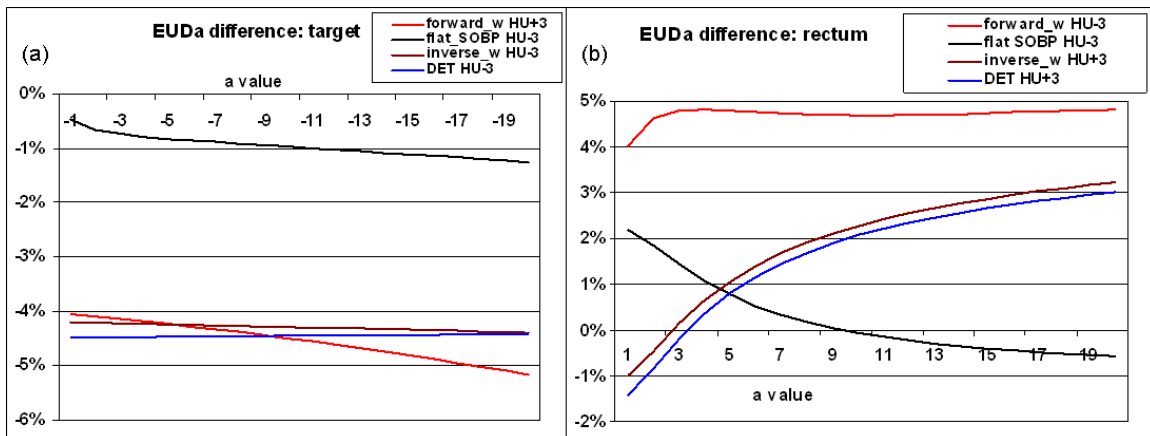 (a)
EUDa difference: target
forward_w HU+3
flat_SOBP HU-3
inverse_w HU-3
DET HU-3
a value
0%
-1 -3 -5 -7 -9 -11 -13 -15 -17 -19
-1%
-2%
-3%
-4%
-5%
-6%
(b)
EUDa difference: rectum
forward_w HU-3
flat SOBP HU-3
inverse_w HU+3
DET HU+3
5%
4%
3%
2%
1%
0%
1 3 5 7 9 11 13 15 17 19
-1%
a value
-2%